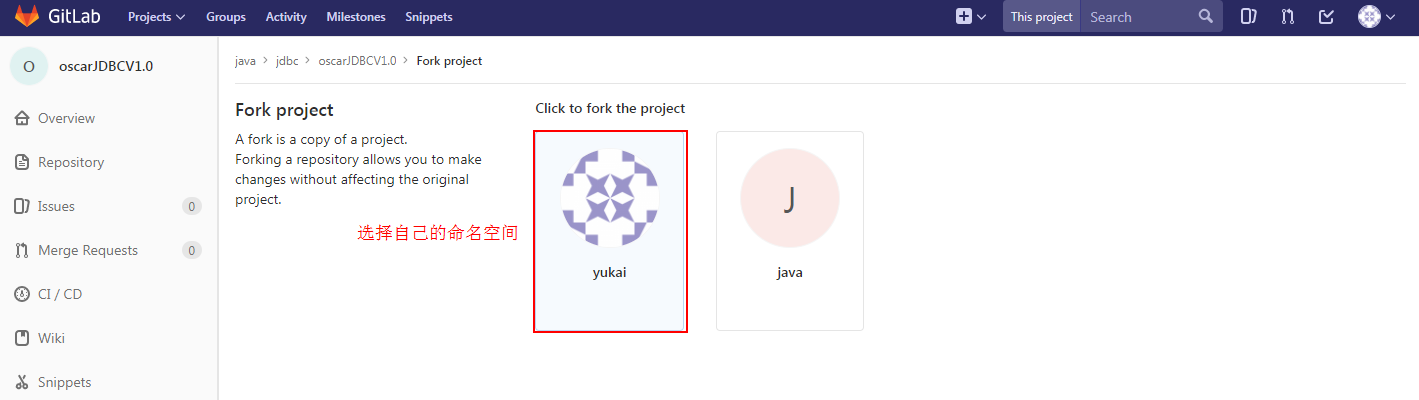 GitLab Projects Groups Activity Milestones Snippets This project Search
O oscarJDBCV1.0
java > jdbc > oscarJDBCV1.0 > Fork project
Overview
Repository
Issues 0
Merge Requests 0
CI / CD
Wiki
Snippets
Fork project
A fork is a copy of a project.
Forking a repository allows you to make
changes without affecting the original
project.
选择自己的命名空间
Click to fork the project
yukai
J
java